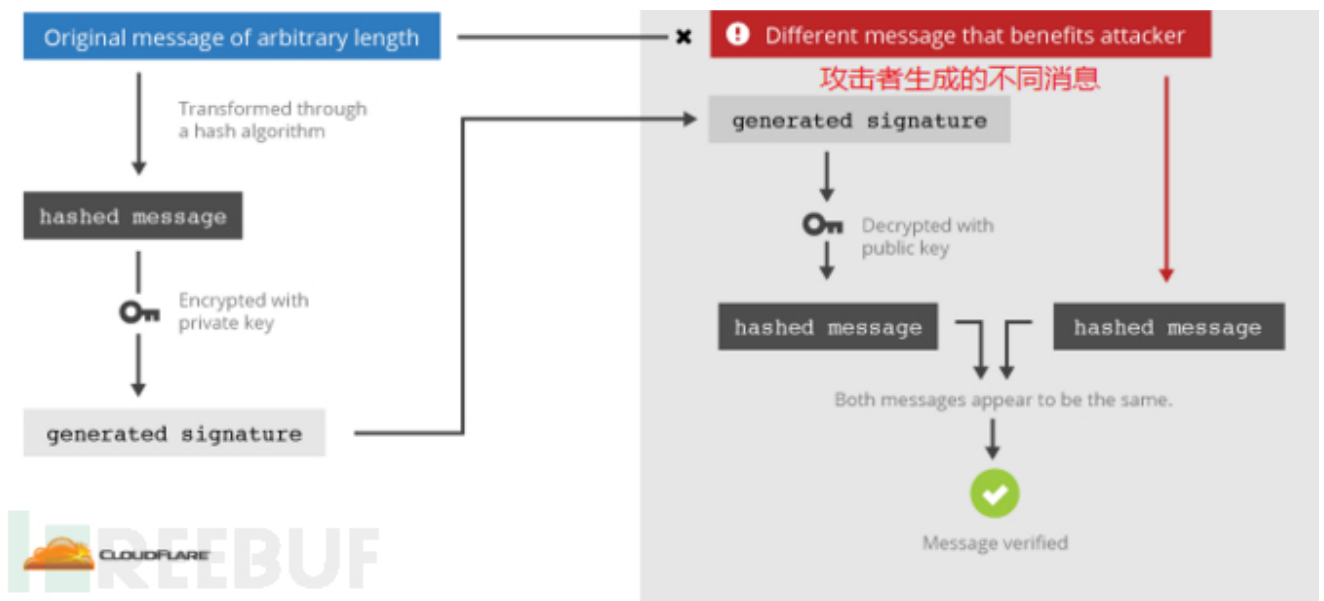 Original message of arbitrary length
Transformed through
a hash algorithm
hashed message
Encrypted with
private key
generated signature
Different message that benefits attacker
攻击者生成的不同消息
generated signature
Decrypted with
public key
hashed message
hashed message
Both messages appear to be the same.
Message verified
CLOUDFLARE
FREEBUF